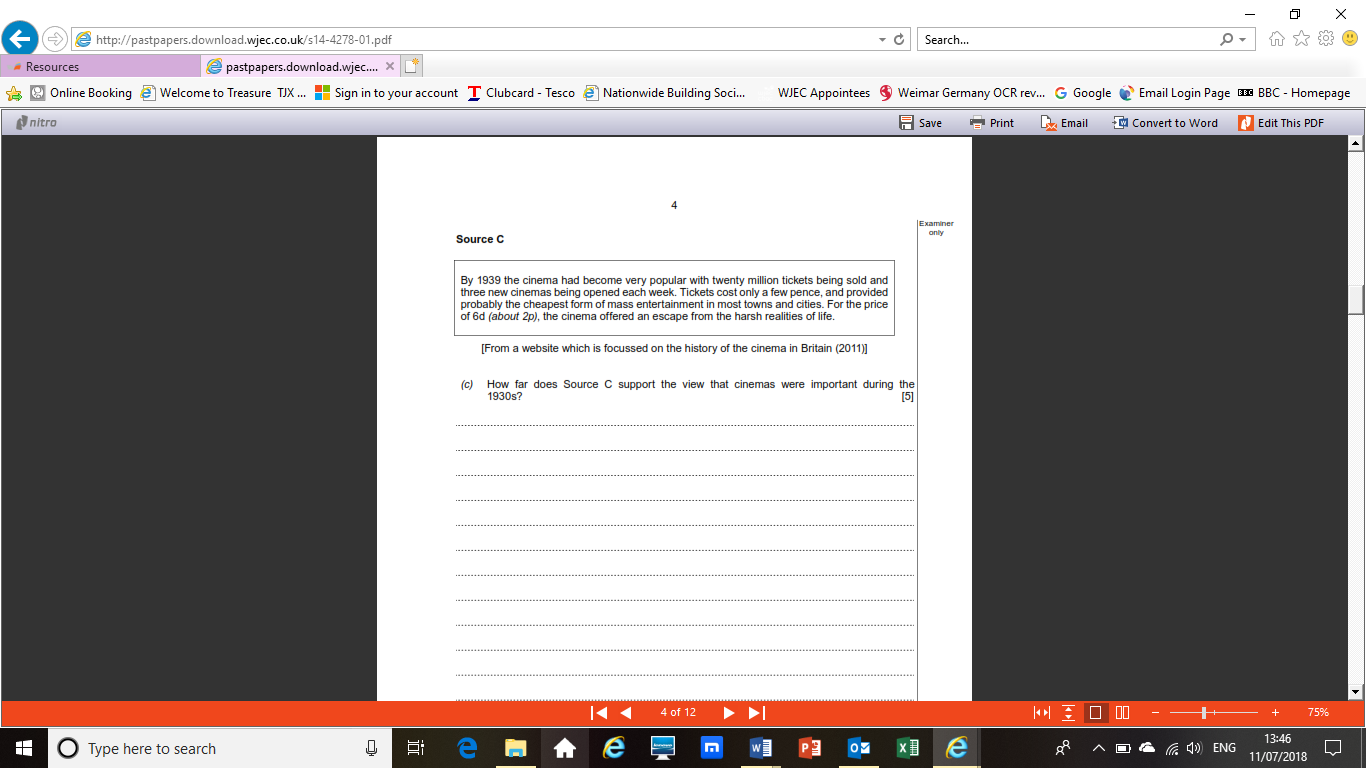 http://pastpapers.download.wjec.co.uk/s14-4278-01.pdf
Search...
Resources
pastpapers.download.wjec....
Online Booking
Welcome to Treasure TJX ...
Sign in to your account
Clubcard - Tesco
Nationwide Building Soci...
WJEC Appointees
Weimar Germany OCR rev...
Google
Email Login Page
BBC - Homepage
nitro
Save
Print
Email
Convert to Word
Edit This PDF
4
Examiner
only
Source C
By 1939 the cinema had become very popular with twenty million tickets being sold and
three new cinemas being opened each week. Tickets cost only a few pence, and provided
probably the cheapest form of mass entertainment in most towns and cities. For the price
of 6d (about 2p), the cinema offered an escape from the harsh realities of life.
[From a website which is focussed on the history of the cinema in Britain (2011)]
(c) How far does Source C support the view that cinemas were important during the
1930s? [5]
4 of 12
75%
Type here to search
ENG
13:46
11/07/2018